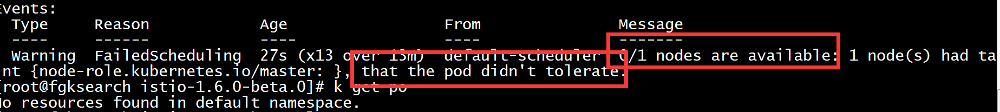 Events:
Type Reason Age From Message
---- ------ ---- ---- -------
Warning FailedScheduling 27s (x13 over 13m) default-scheduler 0/1 nodes are available: 1 node(s) had ta
int {node-role.kubernetes.io/master: }, that the pod didn't tolerate.
[root@fgksearch istio-1.6.0-beta.0]# k get po
No resources found in default namespace.